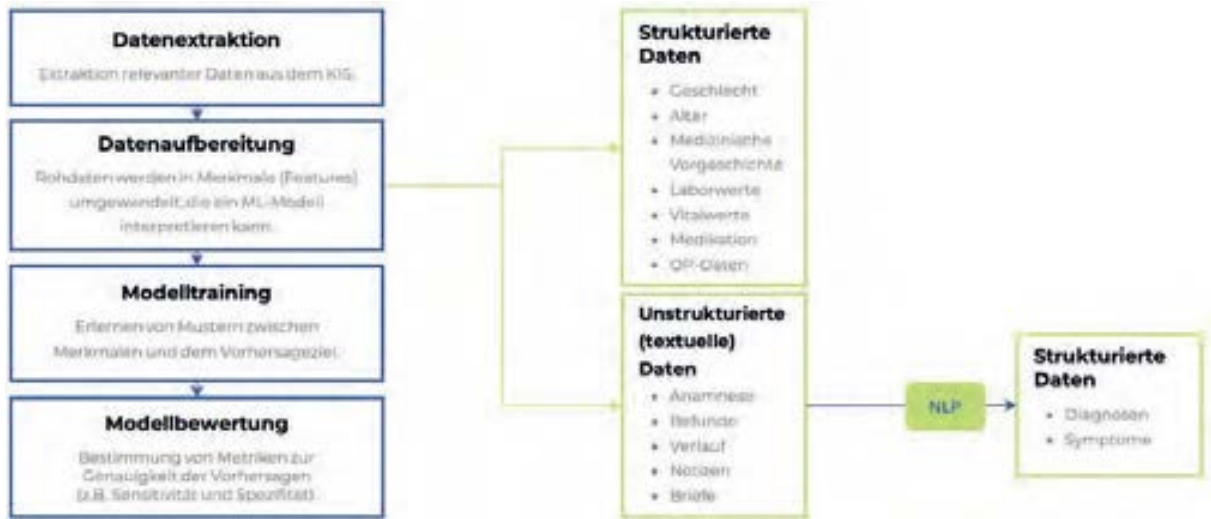 Datenextraktion
Extraktion relevanter Daten aus dem KIS.
Datenaufbereitung
Rohdaten werden in Merkmale (Features)
umgewandelt, die ein ML-Modell
interpretieren kann.
Modelltraining
Erlernen von Mustern zwischen
Merkmalen und dem Vorhersageziel.
Modellbewertung
Bestimmung von Metriken zur
Genauigkeit der Vorhersagen
(z.B. Sensitivität und Spezifität)
Strukturierte
Daten
• Geschlecht
• Alter
• Medizinische
Vorgeschichte
• Laborwerte
• Vitalwerte
• Medikation
• OP-Daten
Unstrukturierte
(textuelle)
Daten
• Anamnese
• Befunde
• Verlauf
• Notizen
• Briefe
NLP
Strukturierte
Daten
• Diagnosen
• Symptome